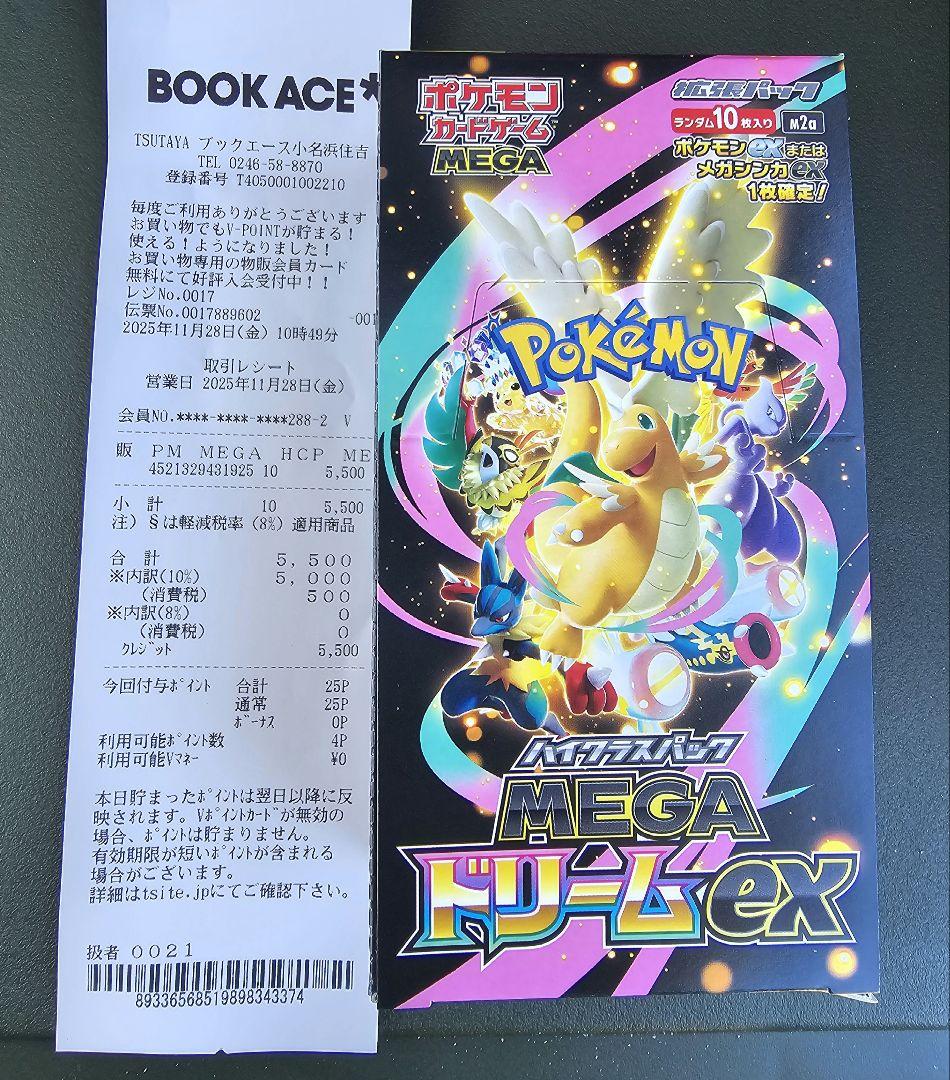 BOOK ACE*
TSUTAYA ブックエース小名浜住吉
TEL 0246-58-8870
登録番号 T4050001002210
毎度ご利用ありがとうございます
お買い物でもV-POINTが貯まる!
使える!ようになりました!
お買い物専用の物販会員カード
無料にて好評入会受付中!!
レジNo.0017
伝票No.0017889602 -001
2025年11月28日(金) 10時49分
取引レシート
営業日 2025年11月28日(金)
会員NO.****-****-****288-2 V
販 PM MEGA HCP ME
4521329431925 10 5,500
小 計 10 5,500
注) §は軽減税率(8%)適用商品
合 計 5,500
※内訳(10%) 5,000
(消費税) 500
※内訳(8%) 0
(消費税) 0
クレジット 5,500
今回付与ポイント 合計 25P
通常 25P
ボーナス 0P
利用可能ポイント数 4P
利用可能Vマネー ¥0
本日貯まったポイントは翌日以降に反
映されます。Vポイントカードが無効の
場合、ポイントは貯まりません。
有効期限が短いポイントが含まれる
場合がございます。
詳細はtsite.jpにてご確認下さい。
扱者 0021
89336568519898343374
ポケモン
カードゲーム
MEGA
拡張パック
ランダム10枚入り M2a
ポケモンexまたは
メガシンカex
1枚確定!
POKéMON
ハイクラスパック
MEGA
ドリームex